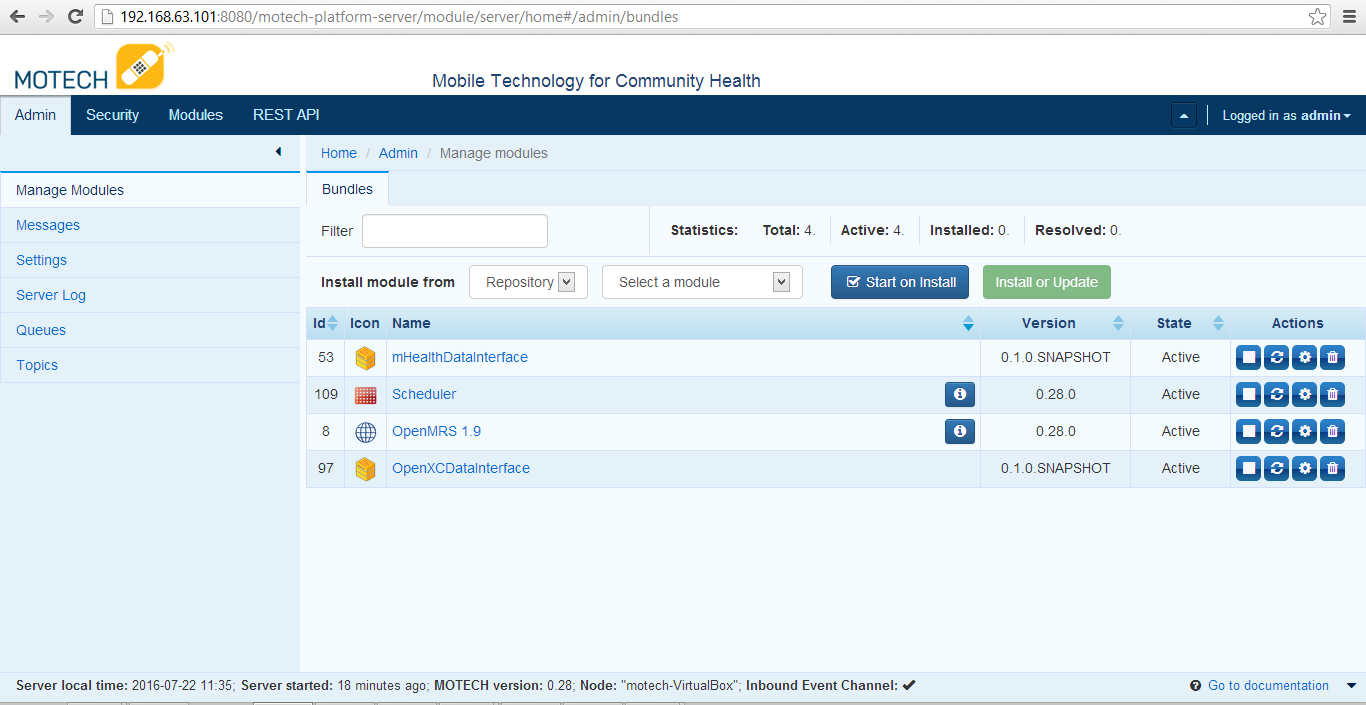 192.168.63.101:8080/motech-platform-server/module/server/home#/admin/bundles
MOTECH
Mobile Technology for Community Health
Admin Security Modules REST API Logged in as admin
Home / Admin / Manage modules
Manage Modules
Messages
Settings
Server Log
Queues
Topics
Bundles
Filter Statistics: Total: 4. Active: 4. Installed: 0. Resolved: 0.
Install module from Repository Select a module Start on Install Install or Update
Id Icon Name Version State Actions
53 mHealthDataInterface 0.1.0.SNAPSHOT Active
109 Scheduler 0.28.0 Active
8 OpenMRS 1.9 0.28.0 Active
97 OpenXCDataInterface 0.1.0.SNAPSHOT Active
Server local time: 2016-07-22 11:35; Server started: 18 minutes ago; MOTECH version: 0.28; Node: "motech-VirtualBox"; Inbound Event Channel: ✔ Go to documentation